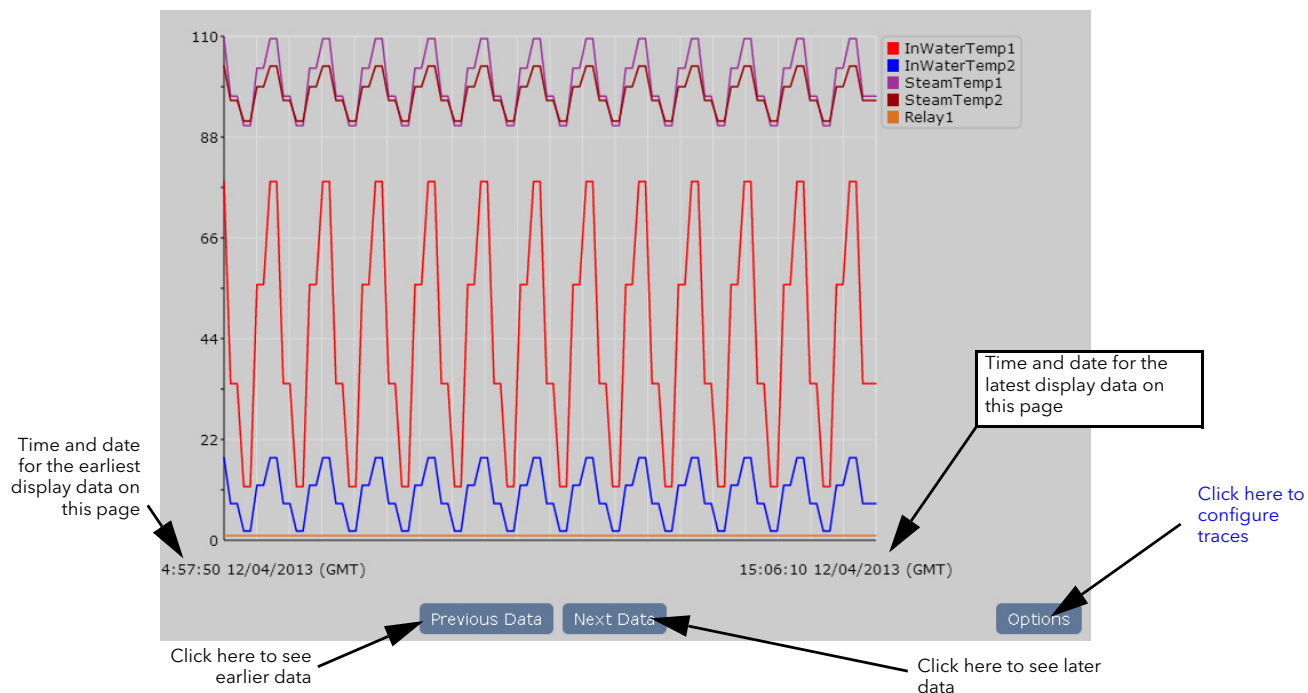 110
88
66
44
22
0
InWaterTemp1
InWaterTemp2
SteamTemp1
SteamTemp2
Relay1
Time and date for the
latest display data on
this page
Time and date
for the earliest
display data on
this page
Click here to
configure
traces
4:57:50 12/04/2013 (GMT)
15:06:10 12/04/2013 (GMT)
Previous Data
Next Data
Options
Click here to see
earlier data
Click here to see later
data